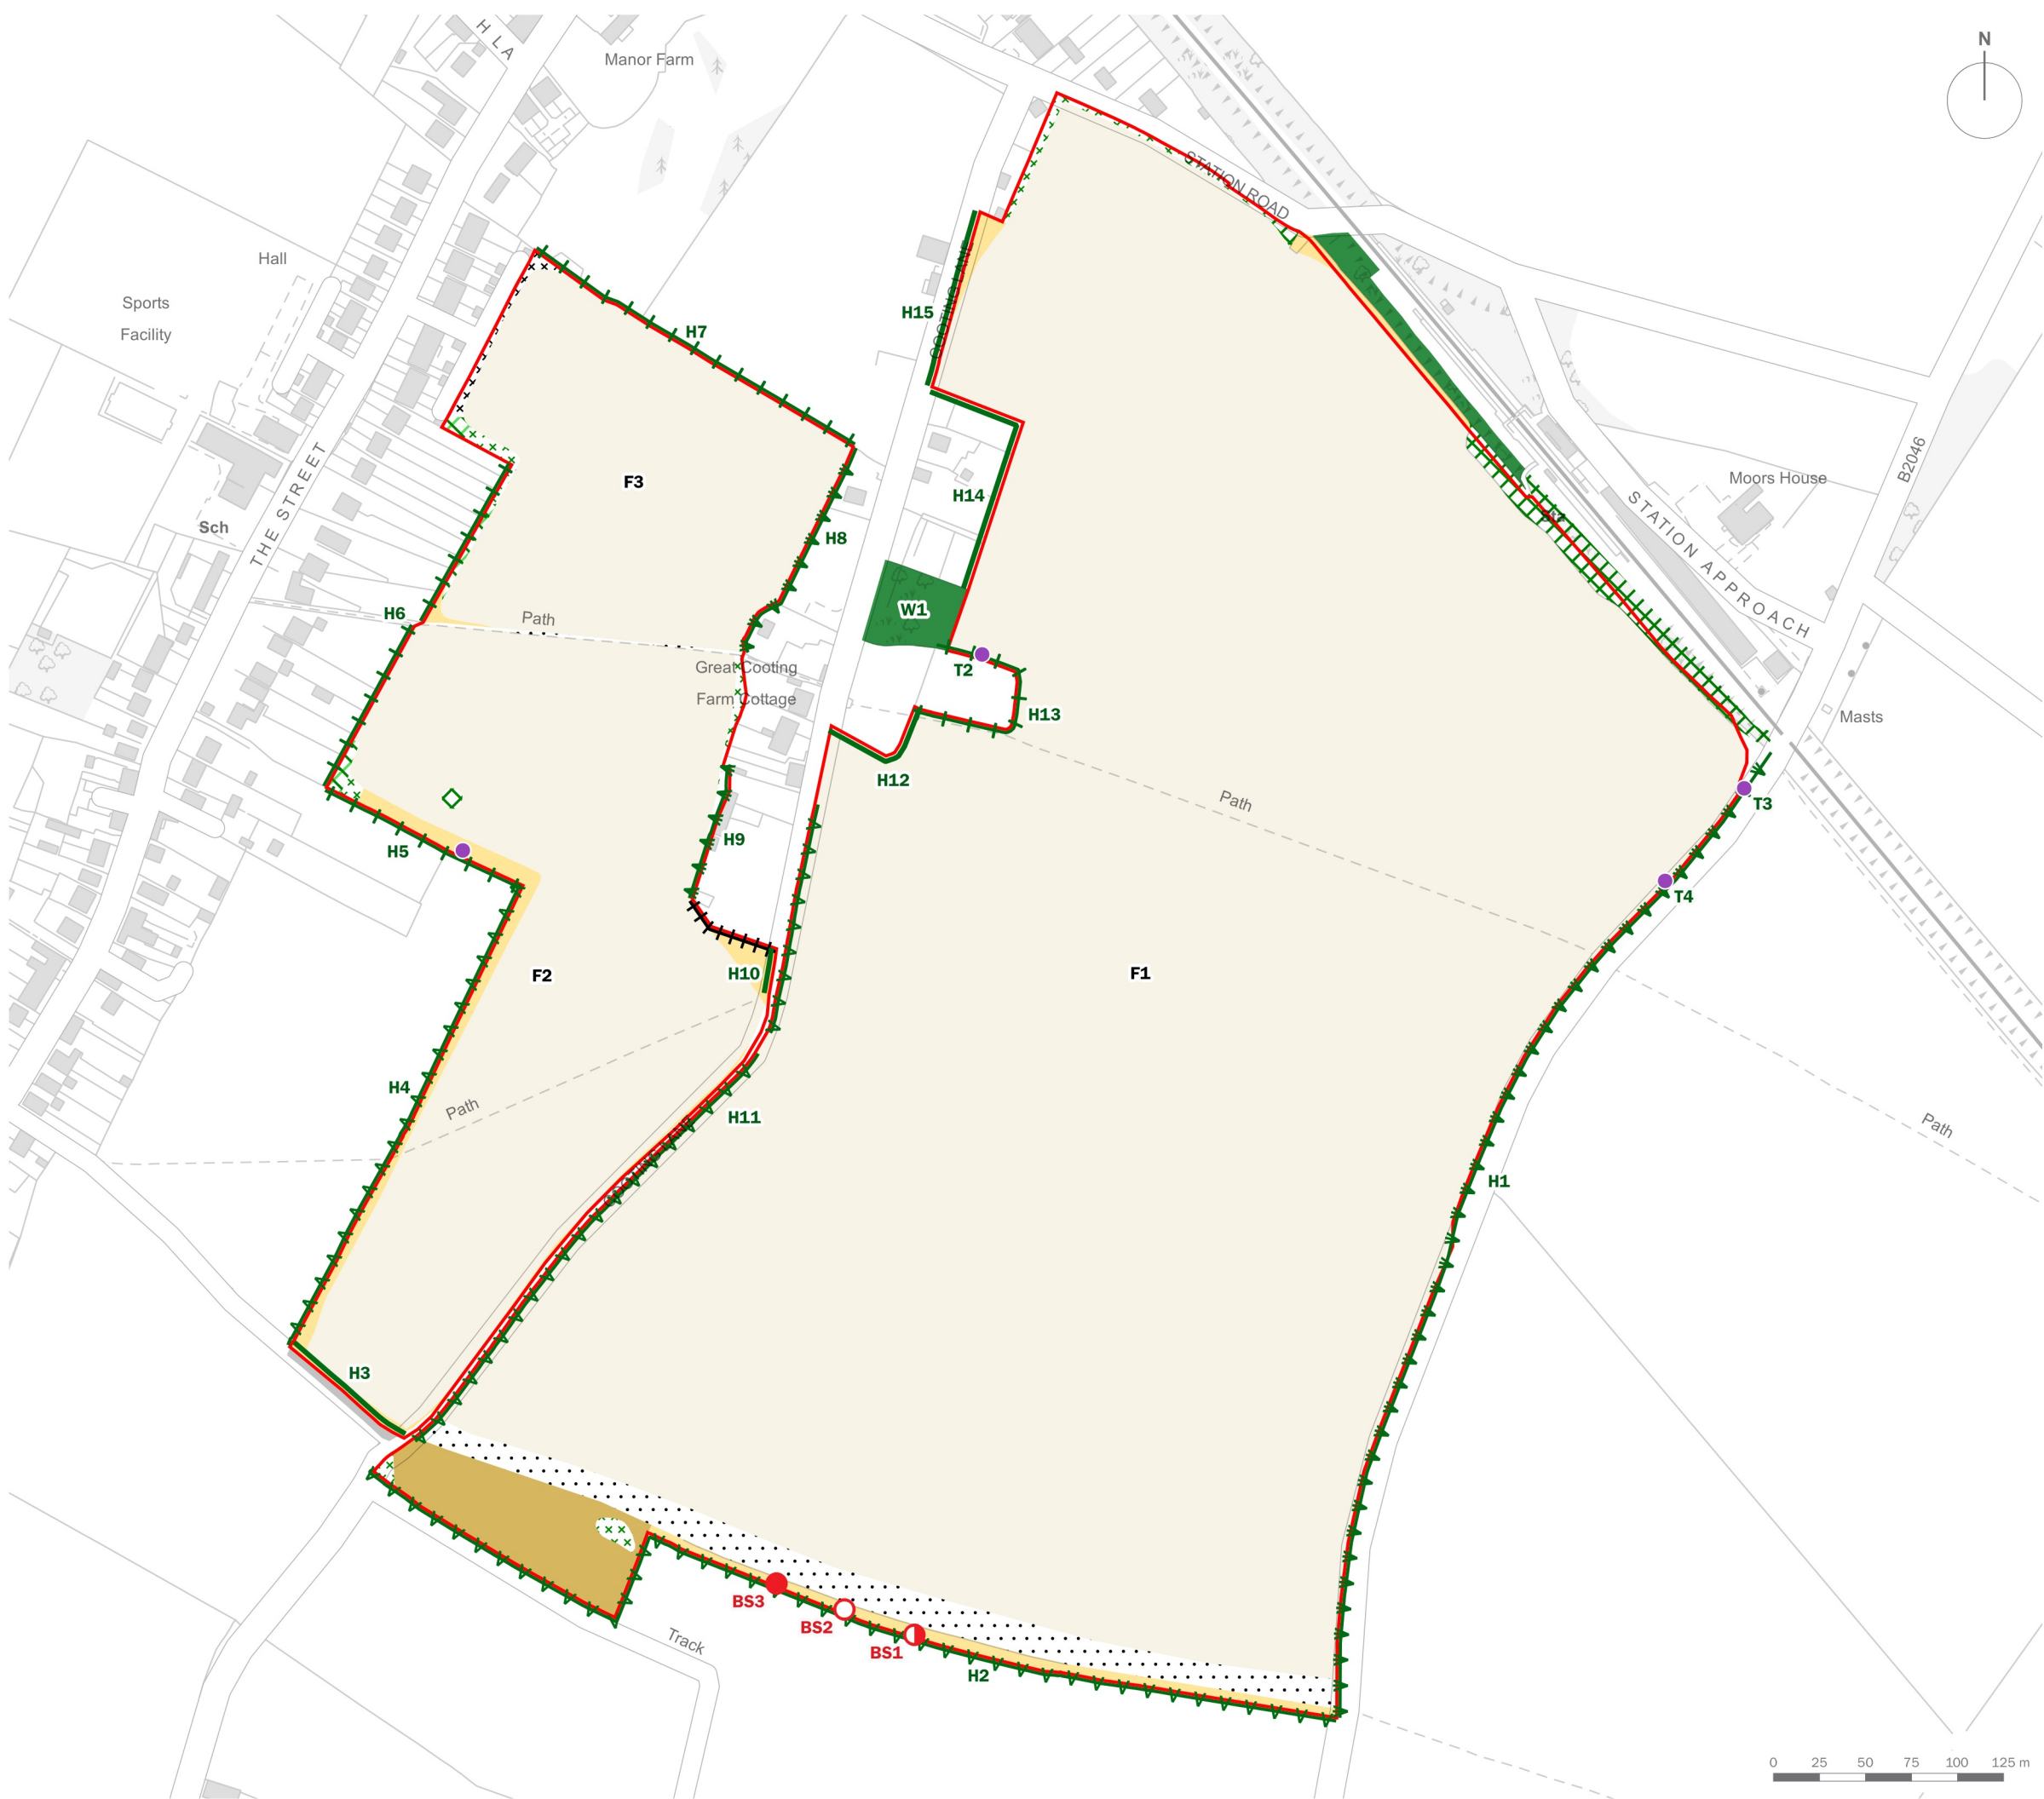 H LA
Manor Farm
N
STATION ROAD
Hall
Sports
Facility
H7
H15
B2046
F3
Moors House
H14
Sch
THE STREET
H8
STATION APPROACH
W1
H6
Path
Great Cooting
Farm Cottage
T2
H13
Masts
H12
Path
T3
H9
H5
T4
H10
F2
F1
H4
Path
H11
Path
H1
H3
BS3
BS2
BS1
Track
H2
0 25 50 75 100 125 m